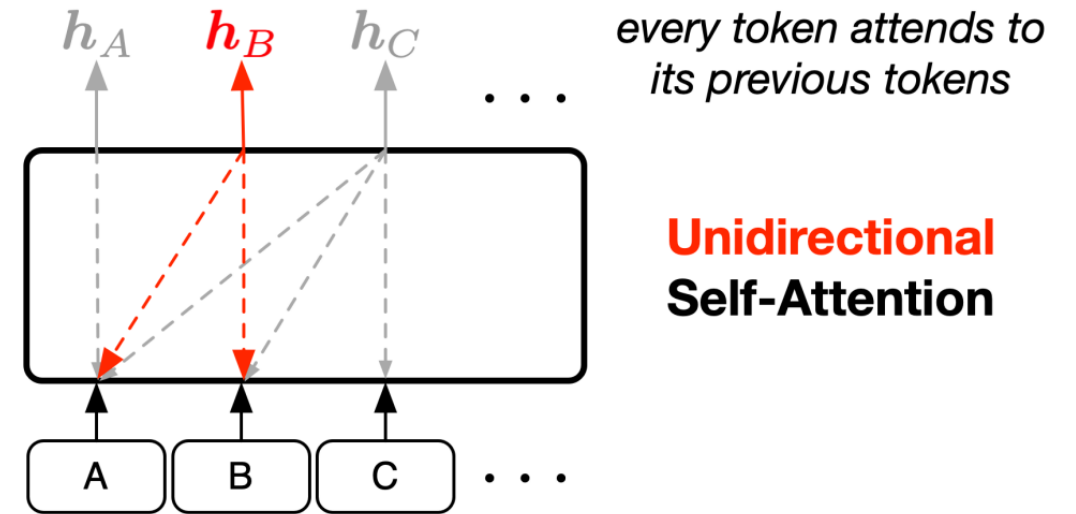 h_A h_B h_C
every token attends to
its previous tokens
. . .
Unidirectional
Self-Attention
A B C . . .